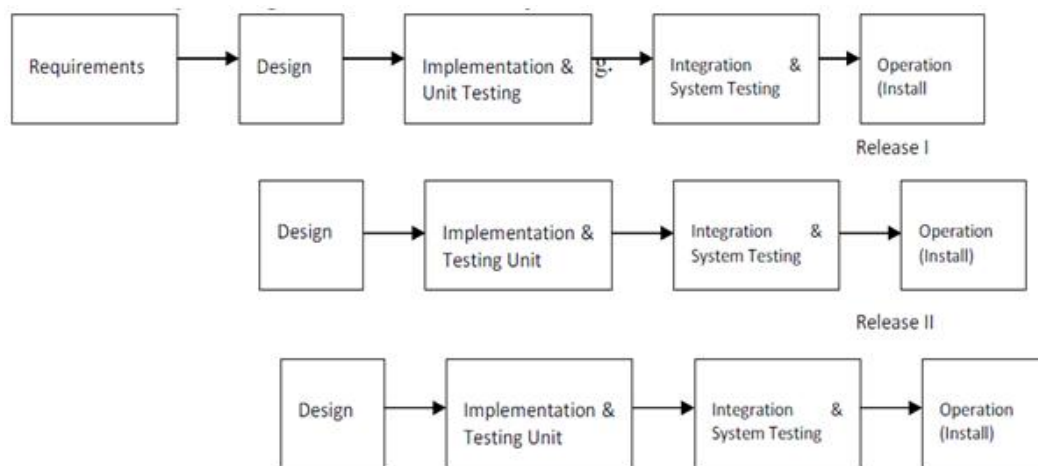 Requirements
Design
Implementation &
Unit Testing
g.
Integration &
System Testing
Operation
(Install
Release I
Design
Implementation &
Testing Unit
Integration &
System Testing
Operation
(Install)
Release II
Design
Implementation &
Testing Unit
Integration &
System Testing
Operation
(Install)